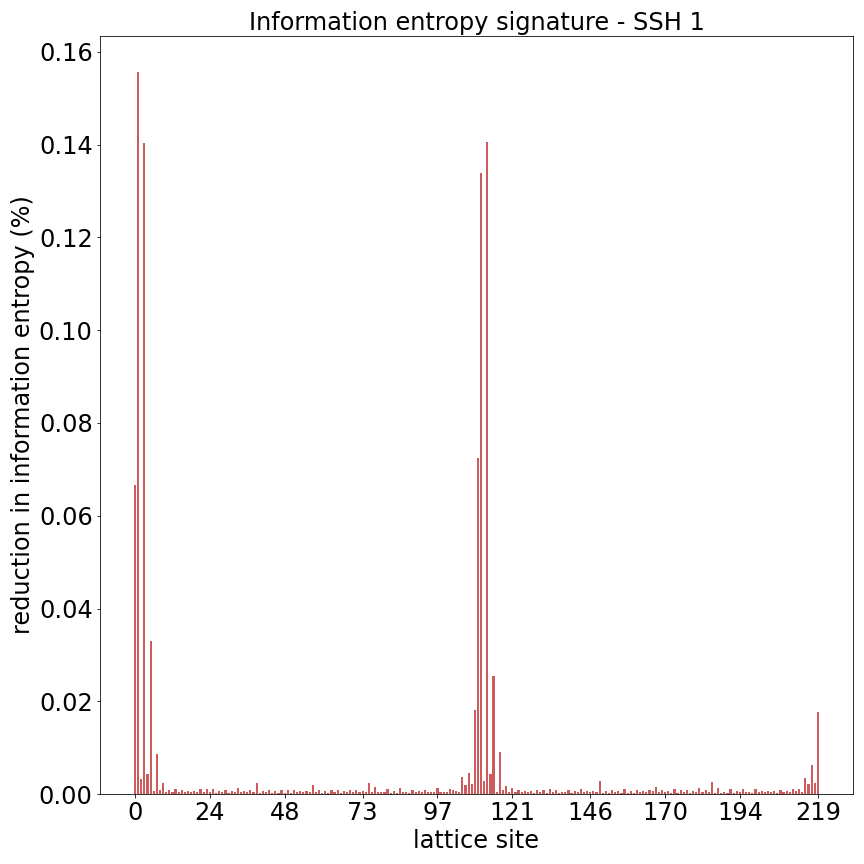 Information entropy signature - SSH 1
0.16
0.14
0.12
0.10
0.08
0.06
0.04
0.02
0.00
reduction in information entropy (%)
0 24 48 73 97 121 146 170 194 219
lattice site